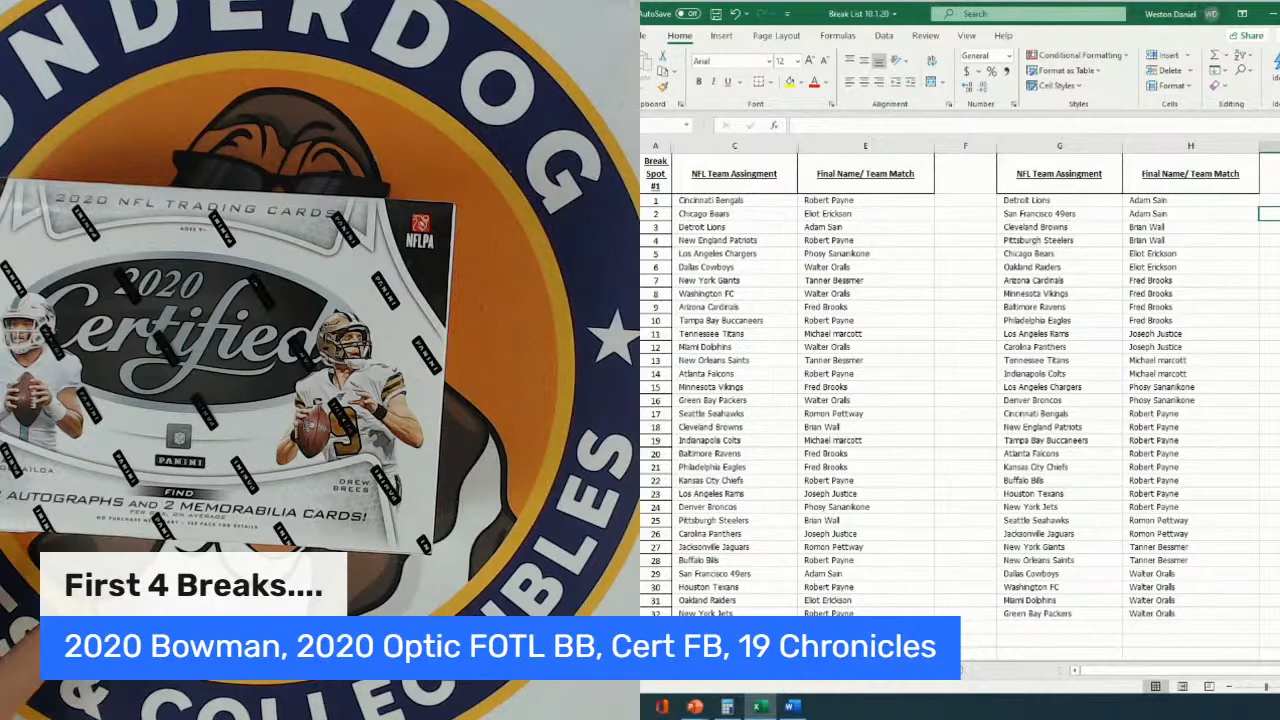 UNDERDOG
COLLECTIBLES
&
2020 NFL TRADING CARDS
AGES 9+
NFLPA
2020
Certified
PANINI
DREW
BREES
FIND
AUTOGRAPHS AND 2 MEMORABILIA CARDS!
PER BOX, ON AVERAGE
First 4 Breaks....
2020 Bowman, 2020 Optic FOTL BB, Cert FB, 19 Chronicles
AutoSave Off
Break List 10.1.20
Search
Weston Daniel WD
Home Insert Page Layout Formulas Data Review View Help Share
Arial 12 General Conditional Formatting Insert
B I U $ % Format as Table Delete
Cell Styles Format
Font Alignment Number Styles Cells Editing
A C E F G H
Break Spot #1 NFL Team Assingment Final Name/ Team Match NFL Team Assingment Final Name/ Team Match
1 Cincinnati Bengals Robert Payne Detroit Lions Adam Sain
2 Chicago Bears Eliot Erickson San Francisco 49ers Adam Sain
3 Detroit Lions Adam Sain Cleveland Browns Brian Wall
4 New England Patriots Robert Payne Pittsburgh Steelers Brian Wall
5 Los Angeles Chargers Phosy Sananikone Chicago Bears Eliot Erickson
6 Dallas Cowboys Walter Oralls Oakland Raiders Eliot Erickson
7 New York Giants Tanner Bessmer Arizona Cardinals Fred Brooks
8 Washington FC Walter Oralls Minnesota Vikings Fred Brooks
9 Arizona Cardinals Fred Brooks Baltimore Ravens Fred Brooks
10 Tampa Bay Buccaneers Robert Payne Philadelphia Eagles Fred Brooks
11 Tennessee Titans Michael marcott Los Angeles Rams Joseph Justice
12 Miami Dolphins Walter Oralls Carolina Panthers Joseph Justice
13 New Orleans Saints Tanner Bessmer Tennessee Titans Michael marcott
14 Atlanta Falcons Robert Payne Indianapolis Colts Michael marcott
15 Minnesota Vikings Fred Brooks Los Angeles Chargers Phosy Sananikone
16 Green Bay Packers Walter Oralls Denver Broncos Phosy Sananikone
17 Seattle Seahawks Romon Pettway Cincinnati Bengals Robert Payne
18 Cleveland Browns Brian Wall New England Patriots Robert Payne
19 Indianapolis Colts Michael marcott Tampa Bay Buccaneers Robert Payne
20 Baltimore Ravens Fred Brooks Atlanta Falcons Robert Payne
21 Philadelphia Eagles Fred Brooks Kansas City Chiefs Robert Payne
22 Kansas City Chiefs Robert Payne Buffalo Bills Robert Payne
23 Los Angeles Rams Joseph Justice Houston Texans Robert Payne
24 Denver Broncos Phosy Sananikone New York Jets Robert Payne
25 Pittsburgh Steelers Brian Wall Seattle Seahawks Romon Pettway
26 Carolina Panthers Joseph Justice Jacksonville Jaguars Romon Pettway
27 Jacksonville Jaguars Romon Pettway New York Giants Tanner Bessmer
28 Buffalo Bills Robert Payne New Orleans Saints Tanner Bessmer
29 San Francisco 49ers Adam Sain Dallas Cowboys Walter Oralls
30 Houston Texans Robert Payne Washington FC Walter Oralls
31 Oakland Raiders Eliot Erickson Miami Dolphins Walter Oralls
32 New York Jets Robert Payne Green Bay Packers Walter Oralls